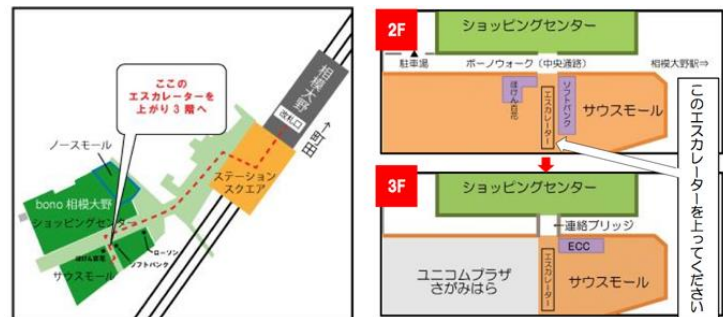 ここの
エスカレーターを
上がり3階へ
相模大野
改札口
→町田
ステーション
スクエア
ノースモール
bono 相模大野
ショッピングセンター
ローソン
ソフトバンク
サウスモール
2F
ショッピングセンター
▲
駐車場
ボーノウォーク(中央通路)
相模大野駅⇒
ほけん百花
エスカレーター
ソフトバンク
サウスモール
このエスカレーターを上ってください
3F
ショッピングセンター
連絡ブリッジ
ECC
ユニコムプラザ
さがみはら
エスカレーター
サウスモール